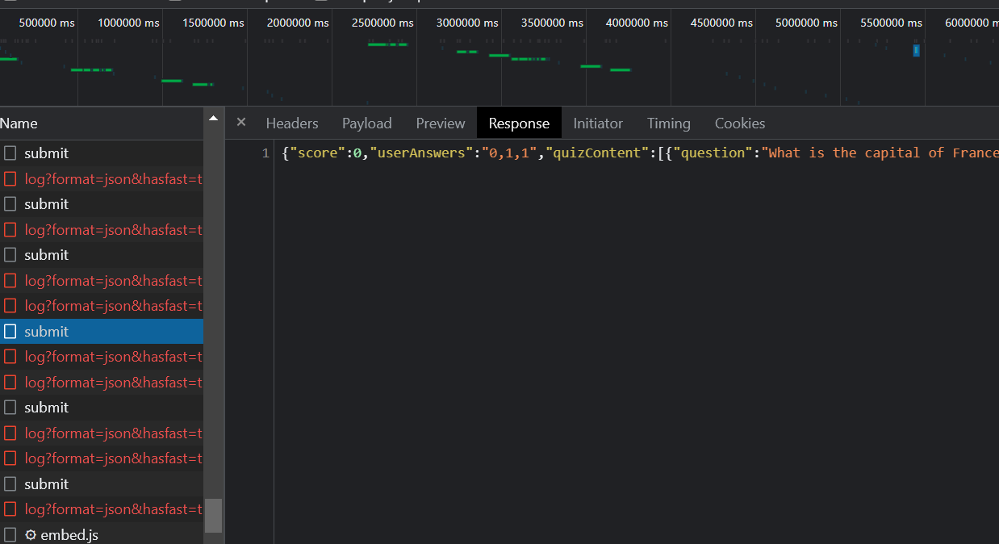 500000 ms 1000000 ms 1500000 ms 2000000 ms 2500000 ms 3000000 ms 3500000 ms 4000000 ms 4500000 ms 5000000 ms 5500000 ms 6000000 m
Name
× Headers Payload Preview Response Initiator Timing Cookies
1 {"score":0,"userAnswers":"0,1,1","quizContent":[{"question":"What is the capital of France
submit
log?format=json&hasfast=t
submit
log?format=json&hasfast=t
submit
log?format=json&hasfast=t
log?format=json&hasfast=t
submit
log?format=json&hasfast=t
log?format=json&hasfast=t
submit
log?format=json&hasfast=t
log?format=json&hasfast=t
submit
log?format=json&hasfast=t
embed.js